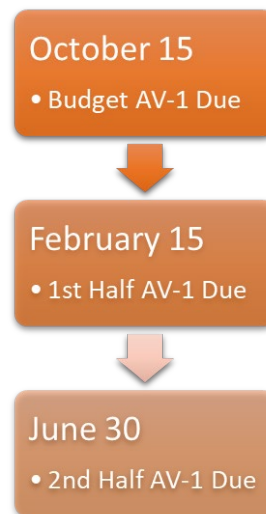 October 15
• Budget AV-1 Due
February 15
• 1st Half AV-1 Due
June 30
• 2nd Half AV-1 Due